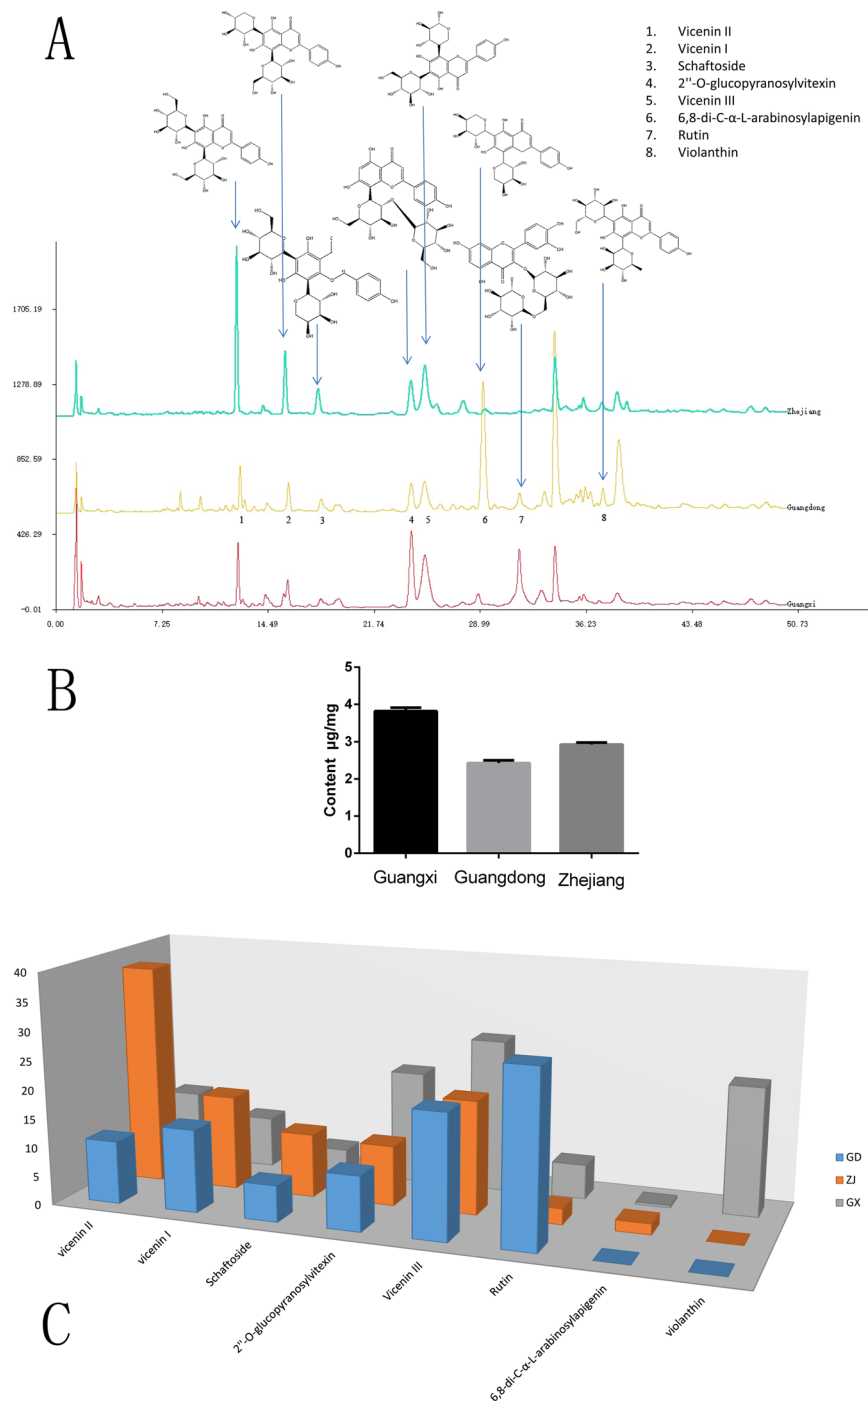 A
1. Vicenin II
2. Vicenin I
3. Schaftoside
4. 2''-O-glucopyranosylvitexin
5. Vicenin III
6. 6,8-di-C-α-L-arabinosylapigenin
7. Rutin
8. Violanthin
1705.19
1278.89
Zhejiang
852.59
Guangdong
1 2 3 4 5 6 7 8
426.29
-0.01
Guangxi
0.00 7.25 14.49 21.74 28.99 36.23 43.48 50.73
B
Content µg/mg
5
4
3
2
1
0
Guangxi Guangdong Zhejiang
40
35
30
25
20
15
10
5
0
GD
ZJ
GX
vicenin II
vicenin I
Schaftoside
2''-O-glucopyranosylvitexin
Vicenin III
Rutin
6,8-di-C-α-L-arabinosylapigenin
violanthin
C